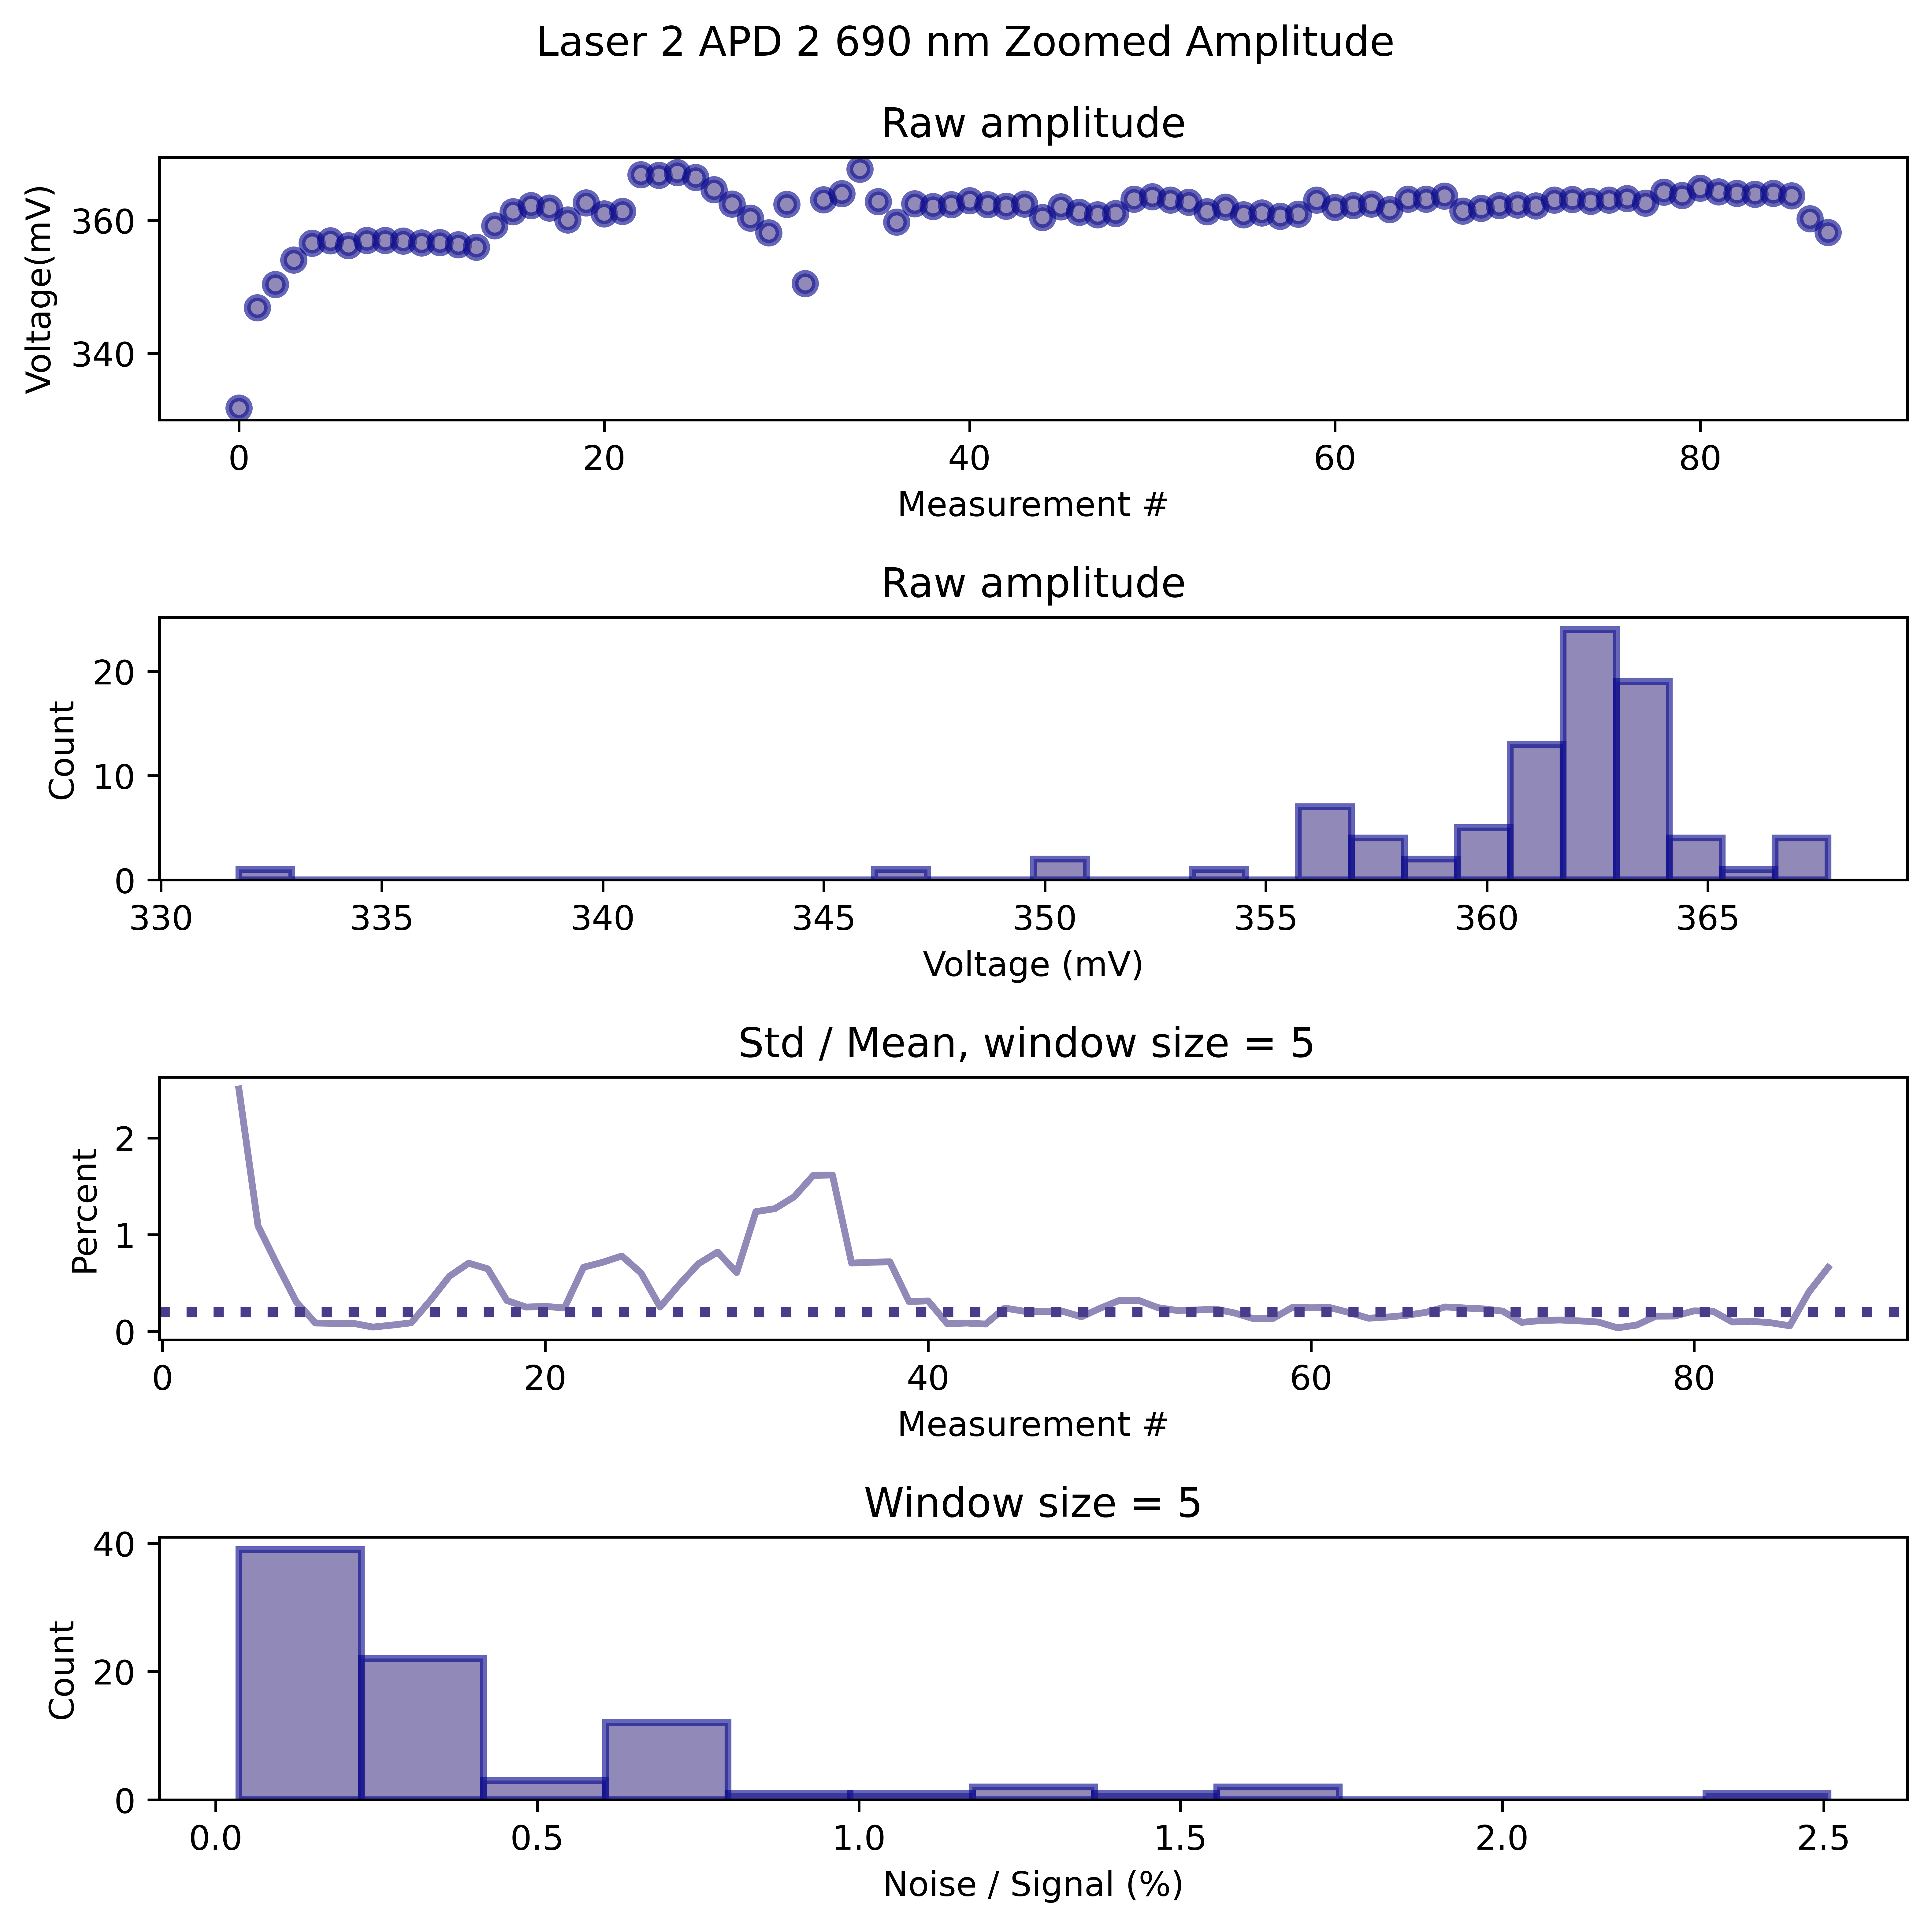 Laser 2 APD 2 690 nm Zoomed Amplitude
Raw amplitude
Voltage(mV)
360
340
0 20 40 60 80
Measurement #
Raw amplitude
Count
20
10
0
330 335 340 345 350 355 360 365
Voltage (mV)
Std / Mean, window size = 5
Percent
2
1
0
0 20 40 60 80
Measurement #
Window size = 5
Count
40
20
0
0.0 0.5 1.0 1.5 2.0 2.5
Noise / Signal (%)